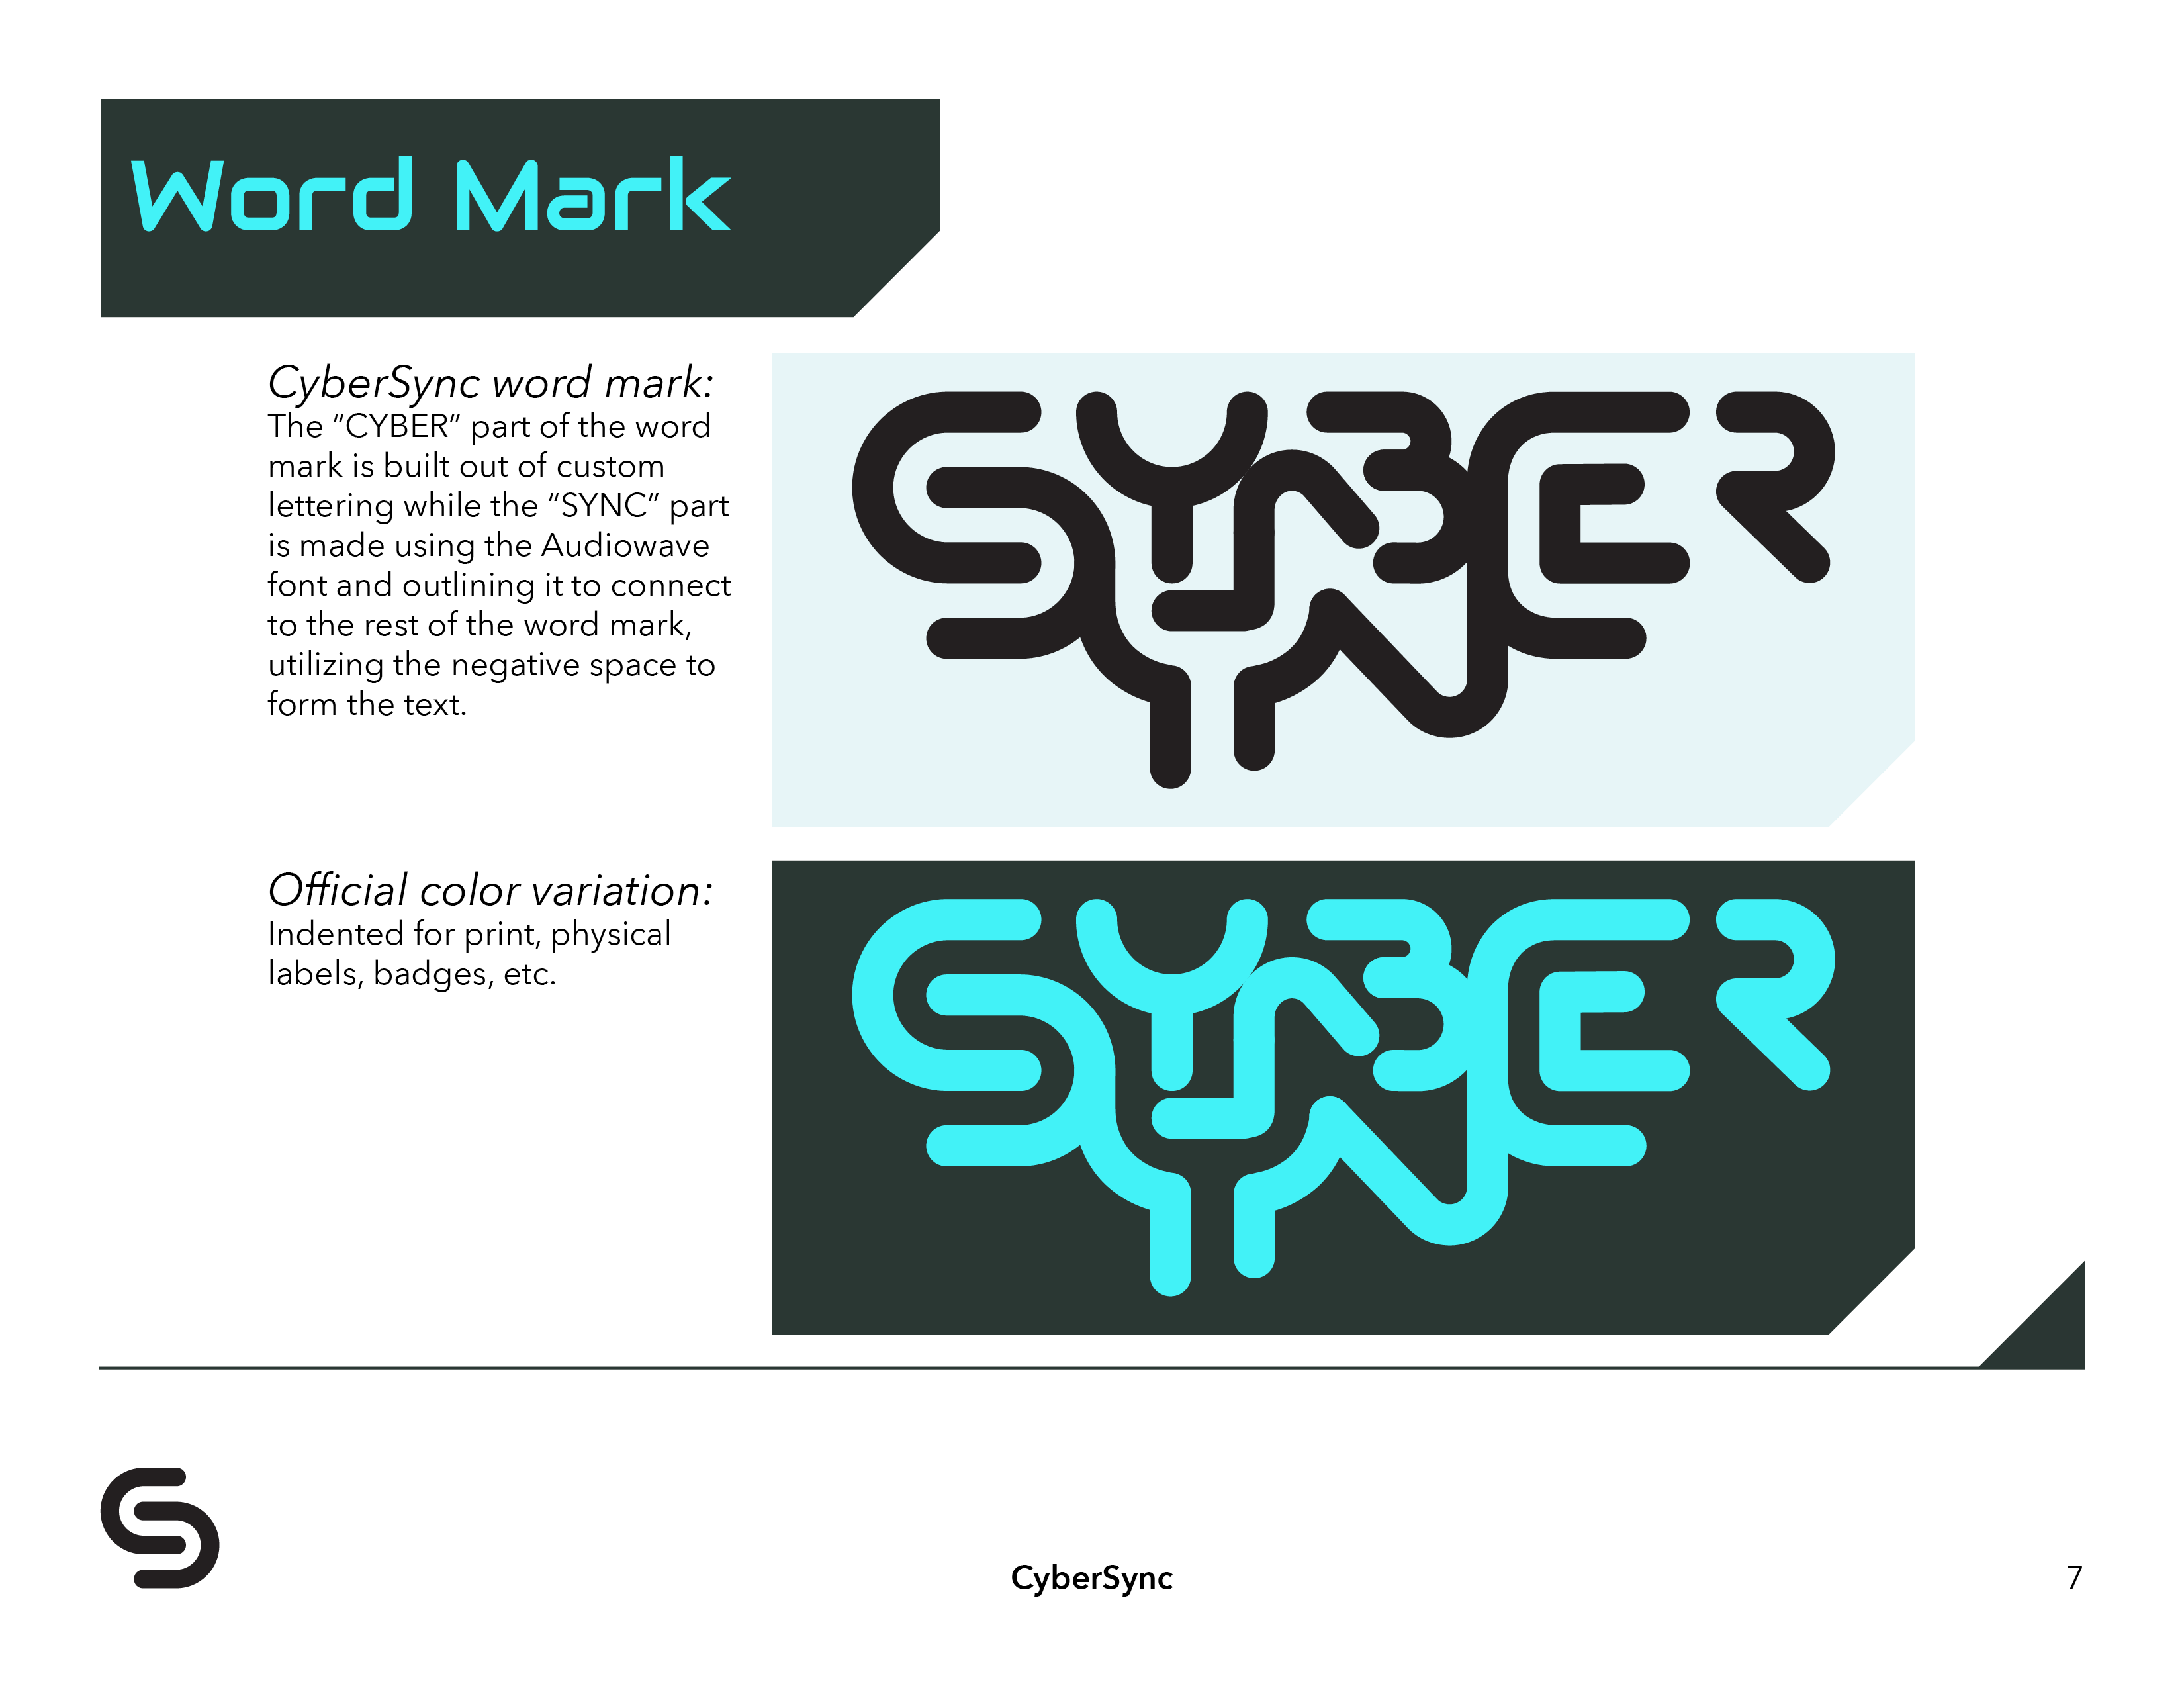 Word Mark
CyberSync word mark:
The “CYBER” part of the word
mark is built out of custom
lettering while the “SYNC” part
is made using the Audiowave
font and outlining it to connect
to the rest of the word mark,
utilizing the negative space to
form the text.
CYBER
SYNC
Official color variation:
Indented for print, physical
labels, badges, etc.
CYBER
SYNC
CyberSync
7